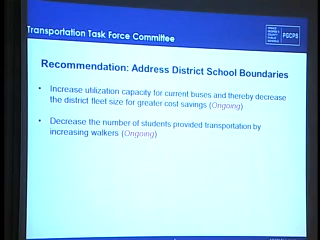 Transportation Task Force Committee
PGCPS
Recommendation: Address District School Boundaries
• Increase utilization capacity for current buses and thereby decrease
the district fleet size for greater cost savings (Ongoing)
• Decrease the number of students provided transportation by
increasing walkers (Ongoing)